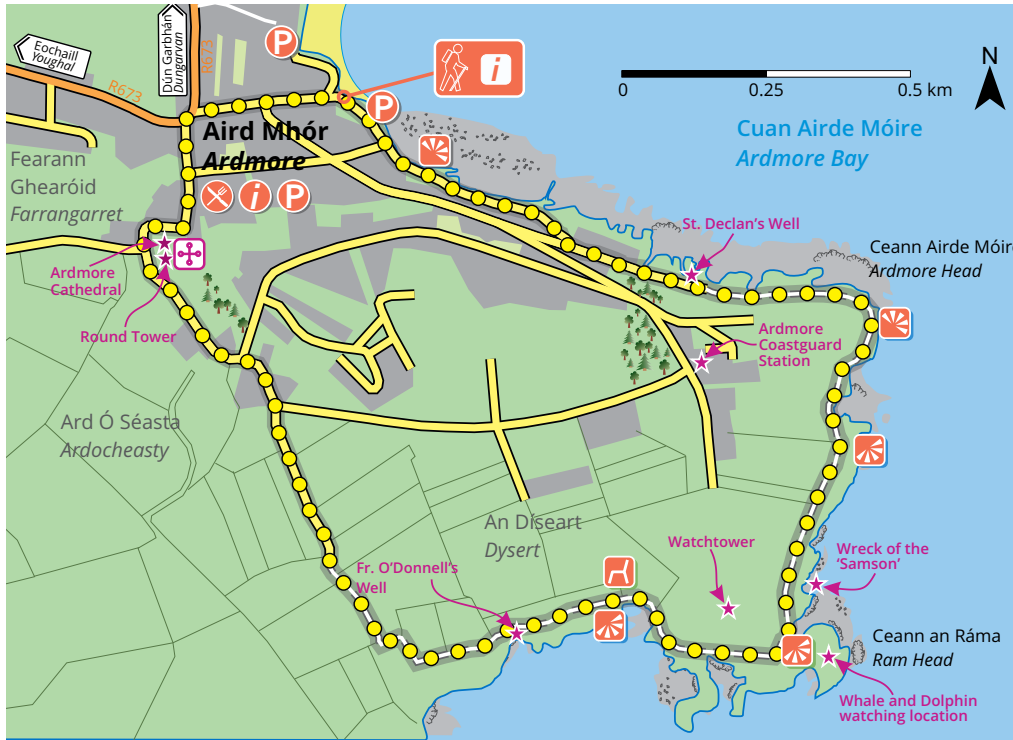 Eochaill
Youghal
Dún Garbhán
Dungarvan
R673
R673
P
i
N
0
0.25
0.5 km
P
Aird Mhór
Ardmore
Cuan Airde Móire
Ardmore Bay
Fearann
Ghearóid
Farrangarret
i
P
St. Declan's Well
Ceann Airde Móire
Ardmore Head
Ardmore
Cathedral
Round Tower
Ardmore
Coastguard
Station
Ard Ó Séasta
Ardocheasty
An Díseart
Dysert
Watchtower
Wreck of the
'Samson'
Fr. O'Donnell's
Well
Ceann an Ráma
Ram Head
Whale and Dolphin
watching location